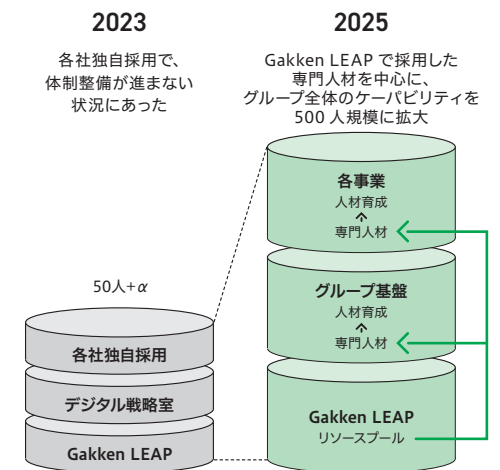 2023
各社独自採用で、
体制整備が進まない
状況にあった
50人+α
各社独自採用
デジタル戦略室
Gakken LEAP
2025
Gakken LEAP で採用した
専門人材を中心に、
グループ全体のケーパビリティを
500 人規模に拡大
各事業
人材育成
専門人材
グループ基盤
人材育成
専門人材
Gakken LEAP
リソースプール